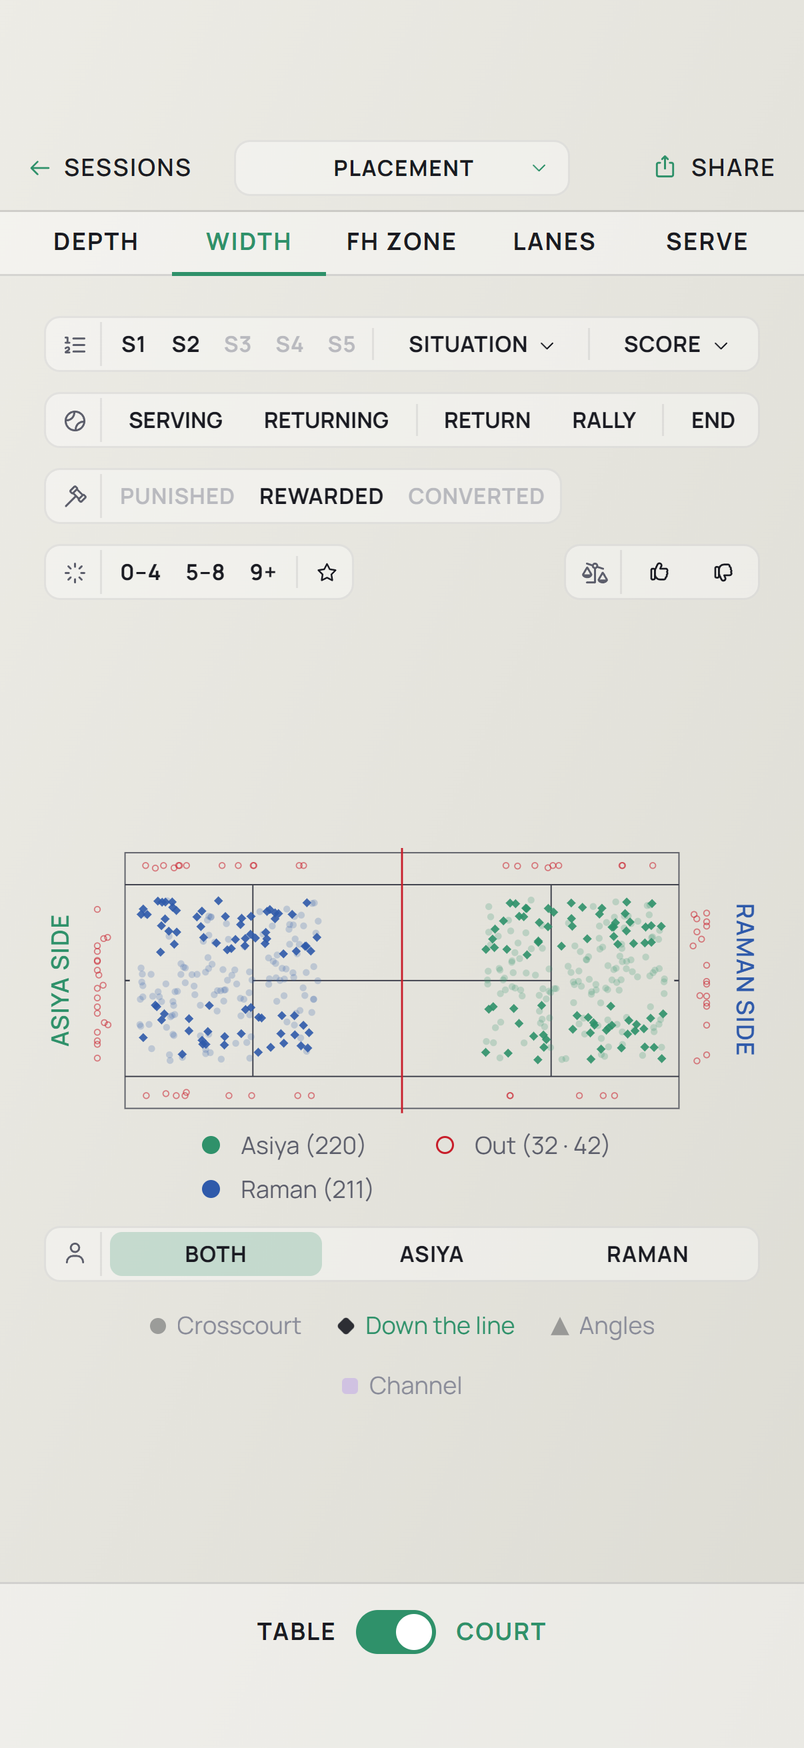 ← SESSIONS
PLACEMENT
SHARE
DEPTH WIDTH FH ZONE LANES SERVE
S1 S2 S3 S4 S5 SITUATION SCORE
SERVING RETURNING RETURN RALLY END
PUNISHED REWARDED CONVERTED
0–4 5–8 9+
ASIYA SIDE
RAMAN SIDE
Asiya (220) Out (32 · 42)
Raman (211)
BOTH ASIYA RAMAN
Crosscourt Down the line Angles
Channel
TABLE COURT